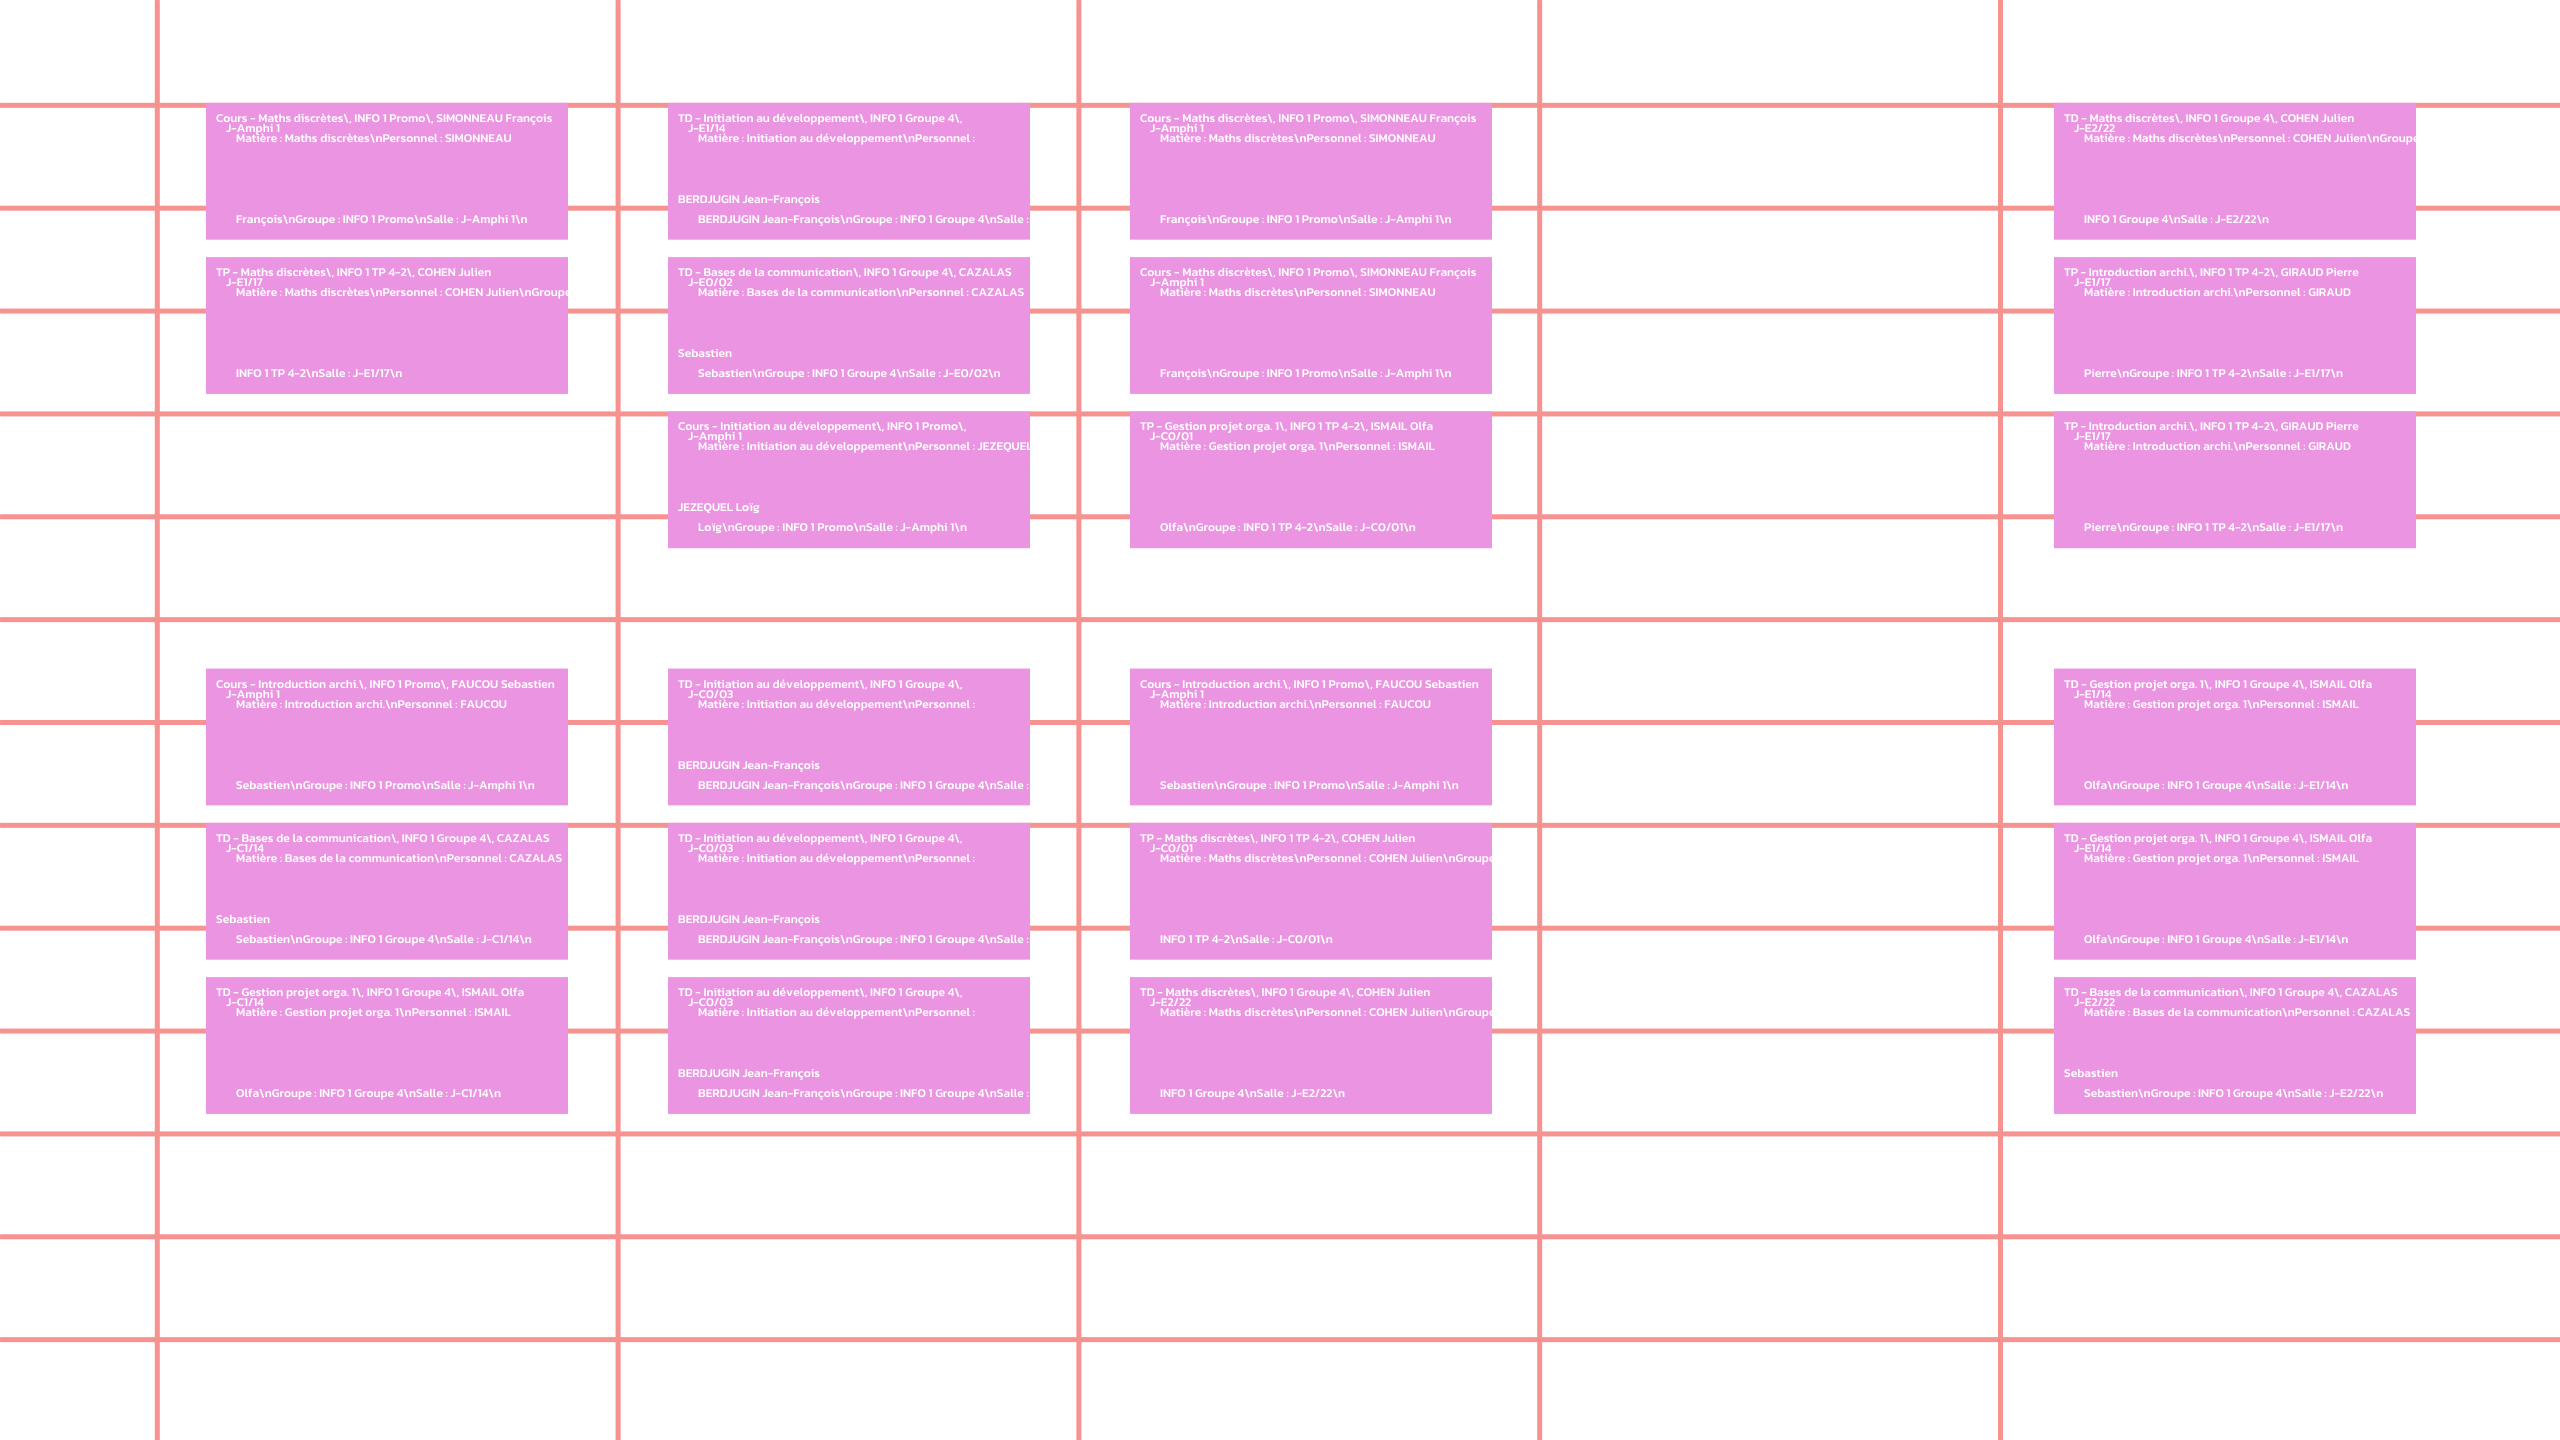 Cours - Maths discrètes\, INFO 1 Promo\, SIMONNEAU François
J-Amphi 1
Matière : Maths discrètes\nPersonnel : SIMONNEAU
François\nGroupe : INFO 1 Promo\nSalle : J-Amphi 1\n
TP - Maths discrètes\, INFO 1 TP 4-2\, COHEN Julien
J-E1/17
Matière : Maths discrètes\nPersonnel : COHEN Julien\nGroupe
INFO 1 TP 4-2\nSalle : J-E1/17\n
Cours - Introduction archi.\, INFO 1 Promo\, FAUCOU Sebastien
J-Amphi 1
Matière : Introduction archi.\nPersonnel : FAUCOU
Sebastien\nGroupe : INFO 1 Promo\nSalle : J-Amphi 1\n
TD - Bases de la communication\, INFO 1 Groupe 4\, CAZALAS
J-C1/14
Matière : Bases de la communication\nPersonnel : CAZALAS
Sebastien
Sebastien\nGroupe : INFO 1 Groupe 4\nSalle : J-C1/14\n
TD - Gestion projet orga. 1\, INFO 1 Groupe 4\, ISMAIL Olfa
J-C1/14
Matière : Gestion projet orga. 1\nPersonnel : ISMAIL
Olfa\nGroupe : INFO 1 Groupe 4\nSalle : J-C1/14\n
TD - Initiation au développement\, INFO 1 Groupe 4\,
J-E1/14
Matière : Initiation au développement\nPersonnel :
BERDJUGIN Jean-François
BERDJUGIN Jean-François\nGroupe : INFO 1 Groupe 4\nSalle :
TD - Bases de la communication\, INFO 1 Groupe 4\, CAZALAS
J-E0/02
Matière : Bases de la communication\nPersonnel : CAZALAS
Sebastien
Sebastien\nGroupe : INFO 1 Groupe 4\nSalle : J-E0/02\n
Cours - Initiation au développement\, INFO 1 Promo\,
J-Amphi 1
Matière : Initiation au développement\nPersonnel : JEZEQUEL
JEZEQUEL Loïg
Loïg\nGroupe : INFO 1 Promo\nSalle : J-Amphi 1\n
TD - Initiation au développement\, INFO 1 Groupe 4\,
J-C0/03
Matière : Initiation au développement\nPersonnel :
BERDJUGIN Jean-François
BERDJUGIN Jean-François\nGroupe : INFO 1 Groupe 4\nSalle :
TD - Initiation au développement\, INFO 1 Groupe 4\,
J-C0/03
Matière : Initiation au développement\nPersonnel :
BERDJUGIN Jean-François
BERDJUGIN Jean-François\nGroupe : INFO 1 Groupe 4\nSalle :
TD - Initiation au développement\, INFO 1 Groupe 4\,
J-C0/03
Matière : Initiation au développement\nPersonnel :
BERDJUGIN Jean-François
BERDJUGIN Jean-François\nGroupe : INFO 1 Groupe 4\nSalle :
Cours - Maths discrètes\, INFO 1 Promo\, SIMONNEAU François
J-Amphi 1
Matière : Maths discrètes\nPersonnel : SIMONNEAU
François\nGroupe : INFO 1 Promo\nSalle : J-Amphi 1\n
Cours - Maths discrètes\, INFO 1 Promo\, SIMONNEAU François
J-Amphi 1
Matière : Maths discrètes\nPersonnel : SIMONNEAU
François\nGroupe : INFO 1 Promo\nSalle : J-Amphi 1\n
TP - Gestion projet orga. 1\, INFO 1 TP 4-2\, ISMAIL Olfa
J-C0/01
Matière : Gestion projet orga. 1\nPersonnel : ISMAIL
Olfa\nGroupe : INFO 1 TP 4-2\nSalle : J-C0/01\n
Cours - Introduction archi.\, INFO 1 Promo\, FAUCOU Sebastien
J-Amphi 1
Matière : Introduction archi.\nPersonnel : FAUCOU
Sebastien\nGroupe : INFO 1 Promo\nSalle : J-Amphi 1\n
TP - Maths discrètes\, INFO 1 TP 4-2\, COHEN Julien
J-C0/01
Matière : Maths discrètes\nPersonnel : COHEN Julien\nGroupe
INFO 1 TP 4-2\nSalle : J-C0/01\n
TD - Maths discrètes\, INFO 1 Groupe 4\, COHEN Julien
J-E2/22
Matière : Maths discrètes\nPersonnel : COHEN Julien\nGroupe
INFO 1 Groupe 4\nSalle : J-E2/22\n
TD - Maths discrètes\, INFO 1 Groupe 4\, COHEN Julien
J-E2/22
Matière : Maths discrètes\nPersonnel : COHEN Julien\nGroupe
INFO 1 Groupe 4\nSalle : J-E2/22\n
TP - Introduction archi.\, INFO 1 TP 4-2\, GIRAUD Pierre
J-E1/17
Matière : Introduction archi.\nPersonnel : GIRAUD
Pierre\nGroupe : INFO 1 TP 4-2\nSalle : J-E1/17\n
TP - Introduction archi.\, INFO 1 TP 4-2\, GIRAUD Pierre
J-E1/17
Matière : Introduction archi.\nPersonnel : GIRAUD
Pierre\nGroupe : INFO 1 TP 4-2\nSalle : J-E1/17\n
TD - Gestion projet orga. 1\, INFO 1 Groupe 4\, ISMAIL Olfa
J-E1/14
Matière : Gestion projet orga. 1\nPersonnel : ISMAIL
Olfa\nGroupe : INFO 1 Groupe 4\nSalle : J-E1/14\n
TD - Gestion projet orga. 1\, INFO 1 Groupe 4\, ISMAIL Olfa
J-E1/14
Matière : Gestion projet orga. 1\nPersonnel : ISMAIL
Olfa\nGroupe : INFO 1 Groupe 4\nSalle : J-E1/14\n
TD - Bases de la communication\, INFO 1 Groupe 4\, CAZALAS
J-E2/22
Matière : Bases de la communication\nPersonnel : CAZALAS
Sebastien
Sebastien\nGroupe : INFO 1 Groupe 4\nSalle : J-E2/22\n